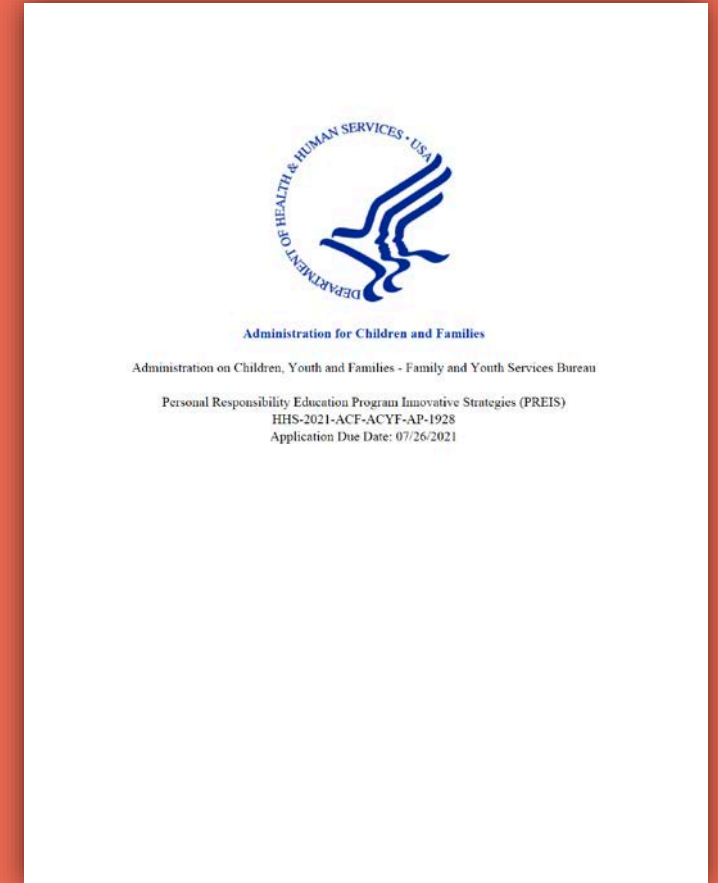 DEPARTMENT OF HEALTH & HUMAN SERVICES • USA
Administration for Children and Families
Administration on Children, Youth and Families - Family and Youth Services Bureau
Personal Responsibility Education Program Innovative Strategies (PREIS)
HHS-2021-ACF-ACYF-AP-1928
Application Due Date: 07/26/2021